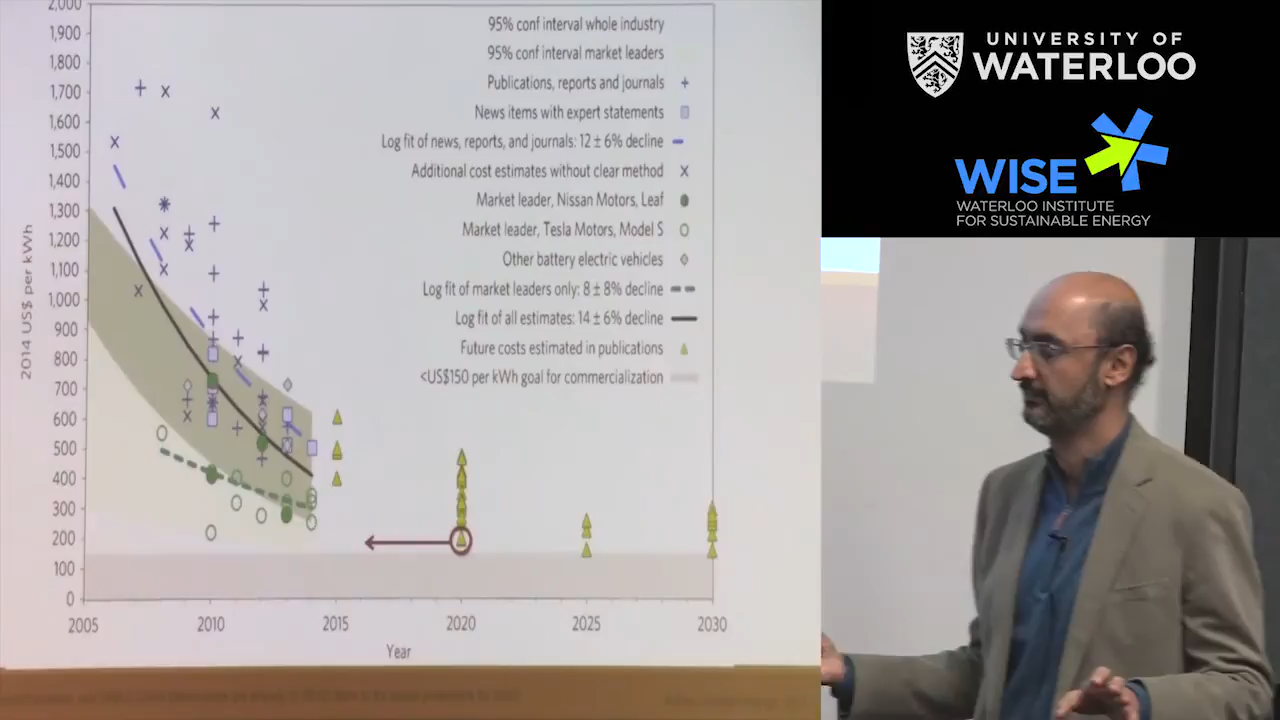 2,000
1,900
1,800
1,700
1,600
1,500
1,400
1,300
1,200
1,100
1,000
900
800
700
600
500
400
300
200
100
0
2014 US$ per kWh
95% conf interval whole industry
95% conf interval market leaders
Publications, reports and journals
News items with expert statements
Log fit of news, reports, and journals: 12 ± 6% decline
Additional cost estimates without clear method
Market leader, Nissan Motors, Leaf
Market leader, Tesla Motors, Model S
Other battery electric vehicles
Log fit of market leaders only: 8 ± 8% decline
Log fit of all estimates: 14 ± 6% decline
Future costs estimated in publications
<US$150 per kWh goal for commercialization
2005 2010 2015 2020 2025 2030
Year
UNIVERSITY OF
WATERLOO
WISE
WATERLOO INSTITUTE
FOR SUSTAINABLE ENERGY